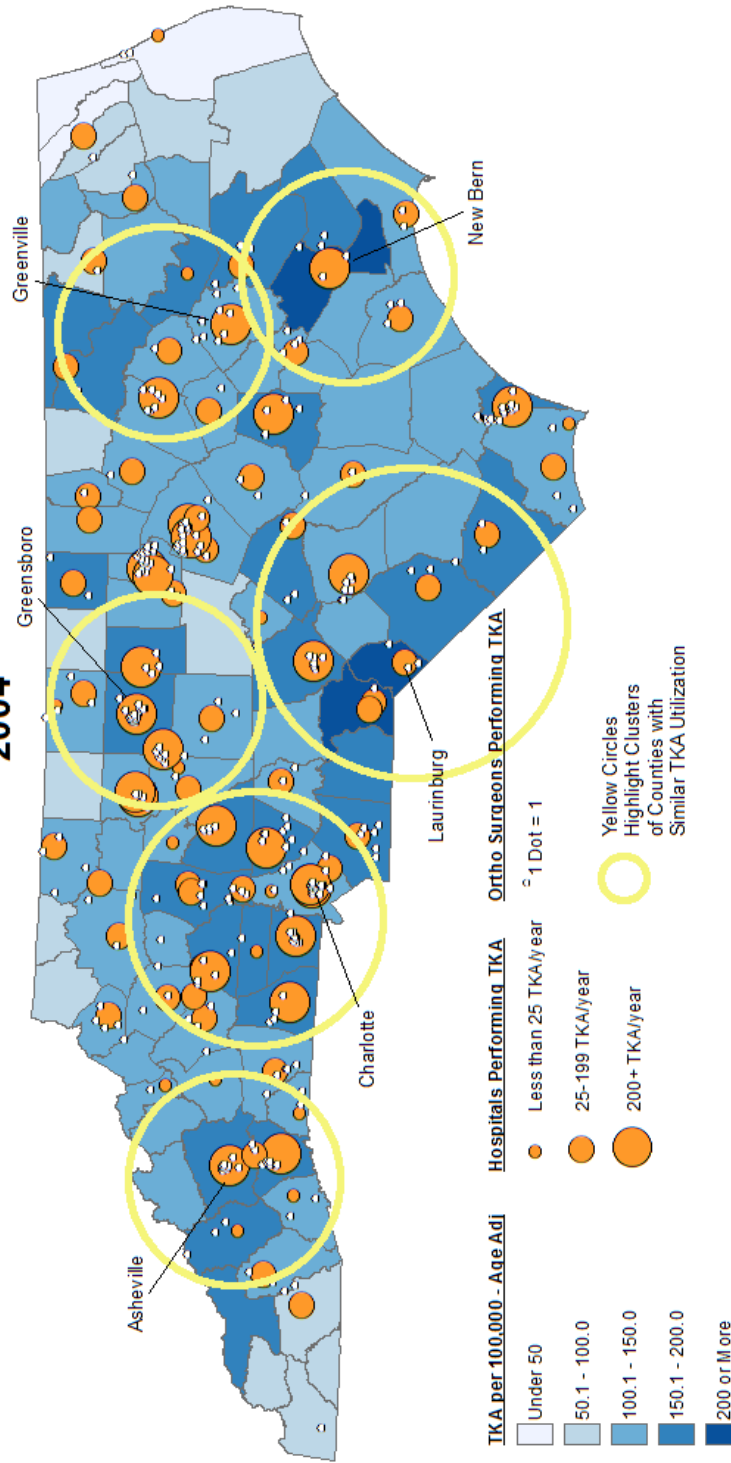 2004
Asheville
Charlotte
Greensboro
Laurinburg
Greenville
New Bern
TKA per 100,000 - Age Adj
Under 50
50.1 - 100.0
100.1 - 150.0
150.1 - 200.0
200 or More
Hospitals Performing TKA
Less than 25 TKA/year
25-199 TKA/year
200+ TKA/year
Ortho Surgeons Performing TKA
1 Dot = 1
Yellow Circles
Highlight Clusters
of Counties with
Similar TKA Utilization